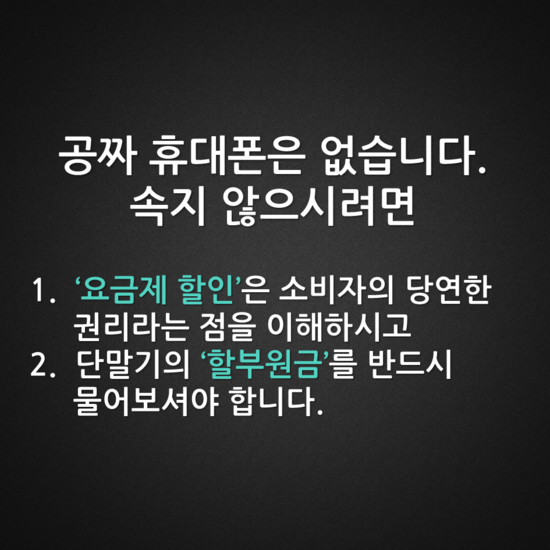 공짜 휴대폰은 없습니다.
속지 않으시려면
1. ‘요금제 할인’은 소비자의 당연한
권리라는 점을 이해하시고
2. 단말기의 ‘할부원금’를 반드시
물어보셔야 합니다.